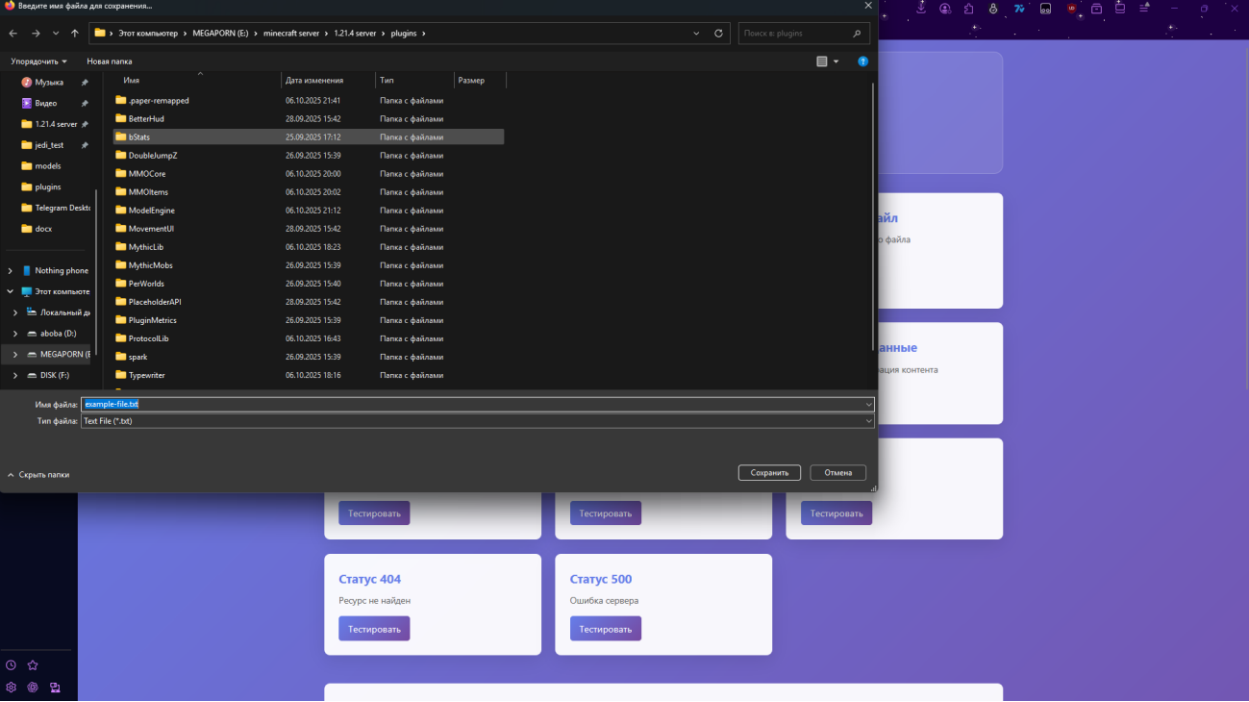 Введите имя файла для сохранения...
Этот компьютер > MEGAPORN (E:) > minecraft server > 1.21.4 server > plugins >
Поиск в: plugins
Упорядочить
Новая папка
Имя
Дата изменения
Тип
Размер
Музыка
Видео
1.21.4 server
jedi_test
models
plugins
Telegram Deskt
docx
Nothing phone
Этот компьюте
Локальный ди
aboba (D:)
MEGAPORN (E
DISK (F:)
.paper-remapped 06.10.2025 21:41 Папка с файлами
BetterHud 28.09.2025 15:42 Папка с файлами
bStats 25.09.2025 17:12 Папка с файлами
DoubleJumpZ 26.09.2025 15:39 Папка с файлами
MMOCore 06.10.2025 20:00 Папка с файлами
MMOItems 06.10.2025 20:02 Папка с файлами
ModelEngine 06.10.2025 21:12 Папка с файлами
MovementUI 28.09.2025 15:42 Папка с файлами
MythicLib 06.10.2025 18:23 Папка с файлами
MythicMobs 26.09.2025 15:39 Папка с файлами
PerWorlds 26.09.2025 15:40 Папка с файлами
PlaceholderAPI 28.09.2025 15:42 Папка с файлами
PluginMetrics 26.09.2025 15:39 Папка с файлами
ProtocolLib 06.10.2025 16:43 Папка с файлами
spark 26.09.2025 15:39 Папка с файлами
Typewriter 06.10.2025 18:16 Папка с файлами
Имя файла: example-file.txt
Тип файла: Text File (*.txt)
Скрыть папки
Сохранить
Отмена
айл
о файла
анные
ация контента
Тестировать
Тестировать
Тестировать
Статус 404
Ресурс не найден
Тестировать
Статус 500
Ошибка сервера
Тестировать